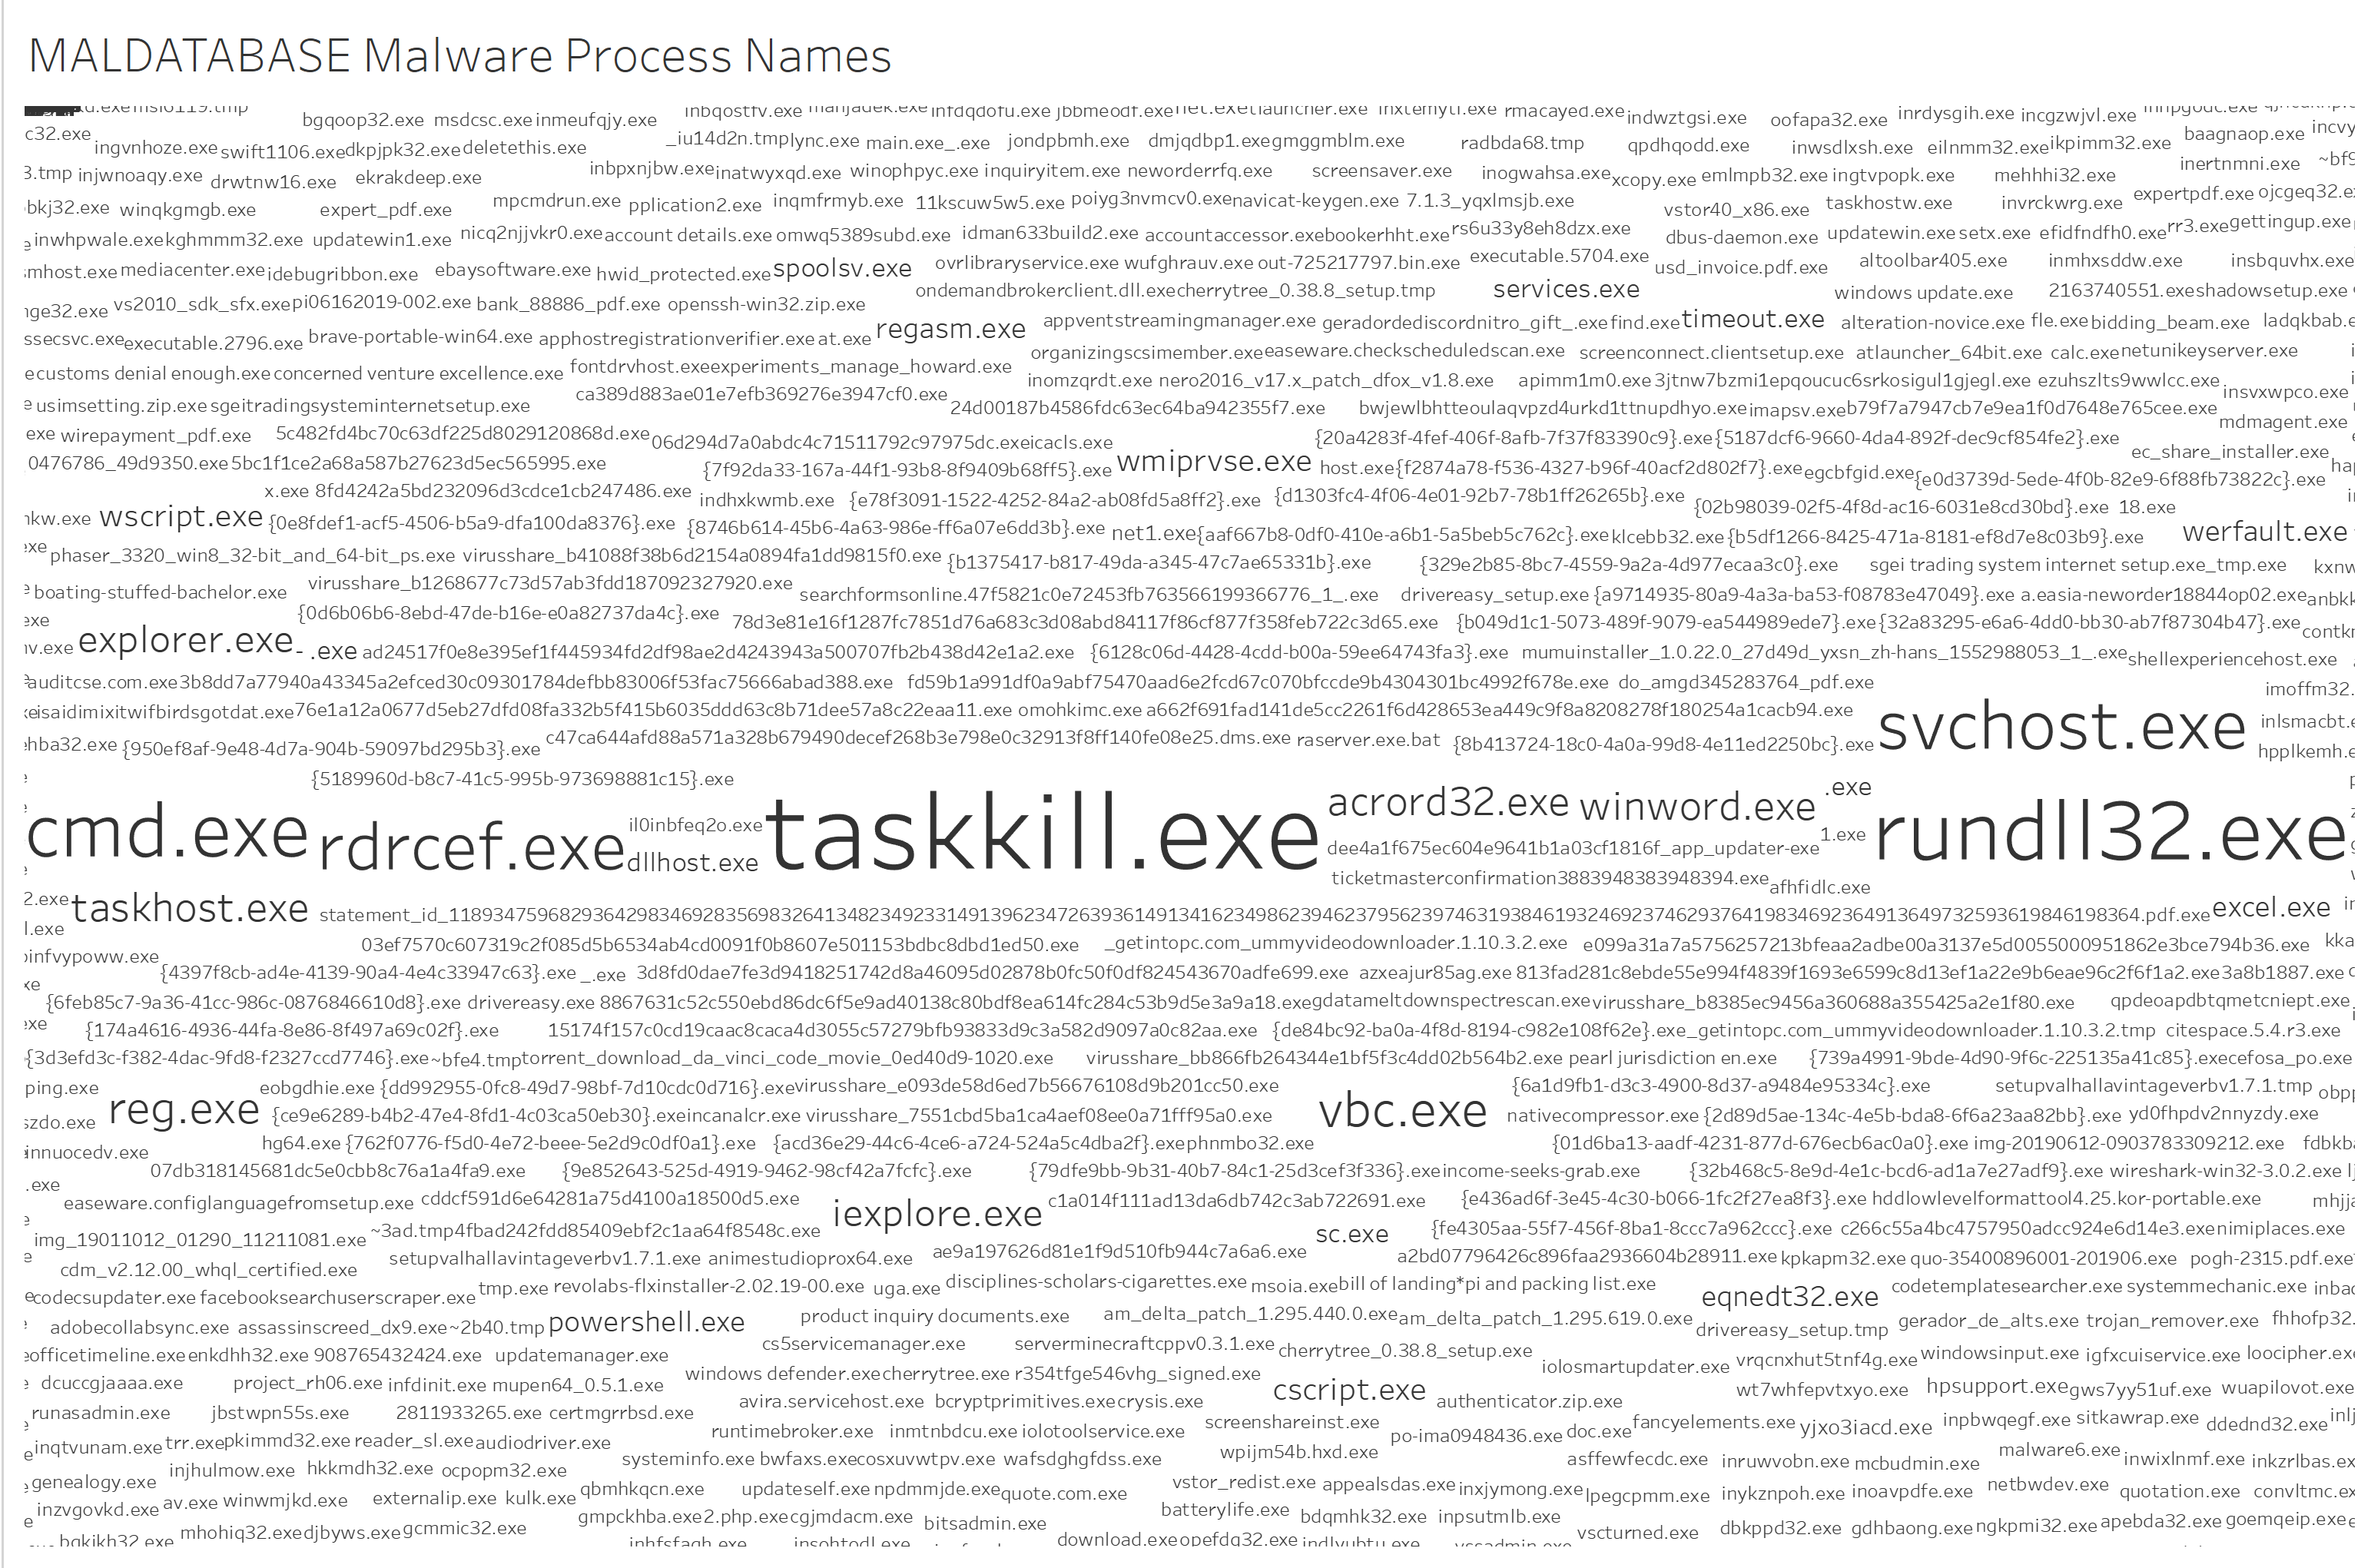 MALDATABASE Malware Process Names
bgqoop32.exe msdcsc.exe inmeufqjy.exe
rmacayed.exe indwztgsi.exe oofapa32.exe inrdysgih.exe incgzwjvl.exe
ingvnhoze.exe swift1106.exe dkpjpk32.exe deletethis.exe _iu14d2n.tmp lync.exe main.exe_.exe jondpbmh.exe dmjqdbp1.exe gmggmblm.exe radbda68.tmp qpdhqodd.exe inwsdlxsh.exe eilnmm32.exe ikpimm32.exe baagnaop.exe
injwnoaqy.exe drwtnw16.exe ekrakdeep.exe inbpxnjbw.exe inatwyxqd.exe winophpyc.exe inquiryitem.exe neworderrfq.exe screensaver.exe inogwahsa.exe xcopy.exe emlmpb32.exe ingtvpopk.exe mehhhi32.exe inertnmni.exe
winqkgmgb.exe expert_pdf.exe mpcmdrun.exe pplication2.exe inqmfrmyb.exe 11kscuw5w5.exe poiyg3nvmcv0.exe navicat-keygen.exe 7.1.3_yqxlmsjb.exe vstor40_x86.exe taskhostw.exe invrckwrg.exe expertpdf.exe
inwhpwale.exe kghmmm32.exe updatewin1.exe nicq2njjvkr0.exe account details.exe omwq5389subd.exe idman633build2.exe accountaccessor.exe bookerhht.exe rs6u33y8eh8dzx.exe dbus-daemon.exe updatewin.exe setx.exe efidfndfh0.exe rr3.exe gettingup.exe
mediacenter.exe idebugribbon.exe ebaysoftware.exe hwid_protected.exe spoolsv.exe ovrlibraryservice.exe wufghrauv.exe out-725217797.bin.exe executable.5704.exe usd_invoice.pdf.exe altoolbar405.exe inmhxsddw.exe insbquvhx.exe
vs2010_sdk_sfx.exe pi06162019-002.exe bank_88886_pdf.exe openssh-win32.zip.exe ondemandbrokerclient.dll.exe cherrytree_0.38.8_setup.tmp services.exe windows update.exe 2163740551.exe shadowsetup.exe
executable.2796.exe brave-portable-win64.exe apphostregistrationverifier.exe at.exe regasm.exe appventstreamingmanager.exe geradordediscordnitro_gift_.exe find.exe timeout.exe alteration-novice.exe fle.exe bidding_beam.exe
customs denial enough.exe concerned venture excellence.exe fontdrvhost.exe experiments_manage_howard.exe organizingscsimember.exe easeware.checkscheduledscan.exe screenconnect.clientsetup.exe atlauncher_64bit.exe calc.exe netunikeyserver.exe
ca389d883ae01e7efb369276e3947cf0.exe inomzqrdt.exe nero2016_v17.x_patch_dfox_v1.8.exe apimm1m0.exe 3jtnw7bzmi1epqoucuc6srkosigul1gjegl.exe ezuhszlts9wwlcc.exe insvxwpco.exe
usimsetting.zip.exe sgeitradingsysteminternetsetup.exe 24d00187b4586fdc63ec64ba942355f7.exe bwjewlbhtteoulaqvpzd4urkd1ttnupdhyo.exe imapsv.exe b79f7a7947cb7e9ea1f0d7648e765cee.exe mdmagent.exe
wirepayment_pdf.exe 5c482fd4bc70c63df225d8029120868d.exe 06d294d7a0abdc4c71511792c97975dc.exe icacls.exe {20a4283f-4fef-406f-8afb-7f37f83390c9}.exe {5187dcf6-9660-4da4-892f-dec9cf854fe2}.exe ec_share_installer.exe
0476786_49d9350.exe 5bc1f1ce2a68a587b27623d5ec565995.exe {7f92da33-167a-44f1-93b8-8f9409b68ff5}.exe wmiprvse.exe host.exe {f2874a78-f536-4327-b96f-40acf2d802f7}.exe egcbfgid.exe {e0d3739d-5ede-4f0b-82e9-6f88fb73822c}.exe
x.exe 8fd4242a5bd232096d3cdce1cb247486.exe indhxkwmb.exe {e78f3091-1522-4252-84a2-ab08fd5a8ff2}.exe {d1303fc4-4f06-4e01-92b7-78b1ff26265b}.exe {02b98039-02f5-4f8d-ac16-6031e8cd30bd}.exe 18.exe
wscript.exe {0e8fdef1-acf5-4506-b5a9-dfa100da8376}.exe {8746b614-45b6-4a63-986e-ff6a07e6dd3b}.exe net1.exe {aaf667b8-0df0-410e-a6b1-5a5beb5c762c}.exe klcebb32.exe {b5df1266-8425-471a-8181-ef8d7e8c03b9}.exe werfault.exe
phaser_3320_win8_32-bit_and_64-bit_ps.exe virusshare_b41088f38b6d2154a0894fa1dd9815f0.exe {b1375417-b817-49da-a345-47c7ae65331b}.exe {329e2b85-8bc7-4559-9a2a-4d977ecaa3c0}.exe sgei trading system internet setup.exe_tmp.exe
boating-stuffed-bachelor.exe virusshare_b1268677c73d57ab3fdd187092327920.exe searchformsonline.47f5821c0e72453fb763566199366776_1_.exe drivereasy_setup.exe {a9714935-80a9-4a3a-ba53-f08783e47049}.exe a.easia-neworder18844op02.exe
{0d6b06b6-8ebd-47de-b16e-e0a82737da4c}.exe 78d3e81e16f1287fc7851d76a683c3d08abd84117f86cf877f358feb722c3d65.exe {b049d1c1-5073-489f-9079-ea544989ede7}.exe {32a83295-e6a6-4dd0-bb30-ab7f87304b47}.exe
explorer.exe - .exe ad24517f0e8e395ef1f445934fd2df98ae2d4243943a500707fb2b438d42e1a2.exe {6128c06d-4428-4cdd-b00a-59ee64743fa3}.exe mumuinstaller_1.0.22.0_27d49d_yxsn_zh-hans_1552988053_1_.exe shellexperiencehost.exe
auditcse.com.exe 3b8dd7a77940a43345a2efced30c09301784defbb83006f53fac75666abad388.exe fd59b1a991df0a9abf75470aad6e2fcd67c070bfccde9b4304301bc4992f678e.exe do_amgd345283764_pdf.exe
isaidimixitwifbirdsgotdat.exe 76e1a12a0677d5eb27dfd08fa332b5f415b6035ddd63c8b71dee57a8c22eaa11.exe omohkimc.exe a662f691fad141de5cc2261f6d428653ea449c9f8a8208278f180254a1cacb94.exe svchost.exe
{950ef8af-9e48-4d7a-904b-59097bd295b3}.exe c47ca644afd88a571a328b679490decef268b3e798e0c32913f8ff140fe08e25.dms.exe raserver.exe.bat {8b413724-18c0-4a0a-99d8-4e11ed2250bc}.exe hpplkemh.e
{5189960d-b8c7-41c5-995b-973698881c15}.exe .exe
cmd.exe rdrcef.exe il0inbfeq2o.exe dllhost.exe taskkill.exe acrord32.exe winword.exe 1.exe rundll32.exe
dee4a1f675ec604e9641b1a03cf1816f_app_updater-exe
ticketmasterconfirmation3883948383948394.exe afhfidlc.exe
taskhost.exe excel.exe
03ef7570c607319c2f085d5b6534ab4cd0091f0b8607e501153bdbc8dbd1ed50.exe _getintopc.com_ummyvideodownloader.1.10.3.2.exe e099a31a7a5756257213bfeaa2adbe00a3137e5d0055000951862e3bce794b36.exe
infvypoww.exe {4397f8cb-ad4e-4139-90a4-4e4c33947c63}.exe _.exe 3d8fd0dae7fe3d9418251742d8a46095d02878b0fc50f0df824543670adfe699.exe azxeajur85ag.exe 813fad281c8ebde55e994f4839f1693e6599c8d13ef1a22e9b6eae96c2f6f1a2.exe 3a8b1887.exe
{6feb85c7-9a36-41cc-986c-0876846610d8}.exe drivereasy.exe 8867631c52c550ebd86dc6f5e9ad40138c80bdf8ea614fc284c53b9d5e3a9a18.exe gdatameltdownspectrescan.exe virusshare_b8385ec9456a360688a355425a2e1f80.exe qpdeoapdbtqmetcniept.exe
{174a4616-4936-44fa-8e86-8f497a69c02f}.exe 15174f157c0cd19caac8caca4d3055c57279bfb93833d9c3a582d9097a0c82aa.exe {de84bc92-ba0a-4f8d-8194-c982e108f62e}.exe _getintopc.com_ummyvideodownloader.1.10.3.2.tmp citespace.5.4.r3.exe
{3d3efd3c-f382-4dac-9fd8-f2327ccd7746}.exe ~bfe4.tmp torrent_download_da_vinci_code_movie_0ed40d9-1020.exe virusshare_bb866fb264344e1bf5f3c4dd02b564b2.exe pearl jurisdiction en.exe {739a4991-9bde-4d90-9f6c-225135a41c85}.exe cefosa_po.exe
ping.exe eobgdhie.exe {dd992955-0fc8-49d7-98bf-7d10cdc0d716}.exe virusshare_e093de58d6ed7b56676108d9b201cc50.exe {6a1d9fb1-d3c3-4900-8d37-a9484e95334c}.exe setupvalhallavintageverbv1.7.1.tmp
reg.exe {ce9e6289-b4b2-47e4-8fd1-4c03ca50eb30}.exe incanalcr.exe virusshare_7551cbd5ba1ca4aef08ee0a71fff95a0.exe vbc.exe nativecompressor.exe {2d89d5ae-134c-4e5b-bda8-6f6a23aa82bb}.exe yd0fhpdv2nnyzdy.exe
innuocedv.exe hg64.exe {762f0776-f5d0-4e72-beee-5e2d9c0df0a1}.exe {acd36e29-44c6-4ce6-a724-524a5c4dba2f}.exe phnmbo32.exe {01d6ba13-aadf-4231-877d-676ecb6ac0a0}.exe img-20190612-0903783309212.exe
07db318145681dc5e0cbb8c76a1a4fa9.exe {9e852643-525d-4919-9462-98cf42a7fcfc}.exe {79dfe9bb-9b31-40b7-84c1-25d3cef3f336}.exe income-seeks-grab.exe {32b468c5-8e9d-4e1c-bcd6-ad1a7e27adf9}.exe wireshark-win32-3.0.2.exe
easeware.configlanguagefromsetup.exe cddcf591d6e64281a75d4100a18500d5.exe iexplore.exe c1a014f111ad13da6db742c3ab722691.exe {e436ad6f-3e45-4c30-b066-1fc2f27ea8f3}.exe hddlowlevelformattool4.25.kor-portable.exe
img_19011012_01290_11211081.exe ~3ad.tmp 4fbad242fdd85409ebf2c1aa64f8548c.exe sc.exe {fe4305aa-55f7-456f-8ba1-8ccc7a962ccc}.exe c266c55a4bc4757950adcc924e6d14e3.exe nimiplaces.exe
cdm_v2.12.00_whql_certified.exe setupvalhallavintageverbv1.7.1.exe animestudioprox64.exe ae9a197626d81e1f9d510fb944c7a6a6.exe a2bd07796426c896faa2936604b28911.exe kpkapm32.exe quo-35400896001-201906.exe pogh-2315.pdf.exe
codecsupdater.exe facebooksearchuserscraper.exe tmp.exe revolabs-flxinstaller-2.02.19-00.exe uga.exe disciplines-scholars-cigarettes.exe msoia.exe bill of landing*pi and packing list.exe eqnedt32.exe codetemplatesearcher.exe systemmechanic.exe
adobecollabsync.exe assassinscreed_dx9.exe ~2b40.tmp powershell.exe product inquiry documents.exe am_delta_patch_1.295.440.0.exe am_delta_patch_1.295.619.0.exe drivereasy_setup.tmp gerador_de_alts.exe trojan_remover.exe
officetimeline.exe enkdhh32.exe 908765432424.exe updatemanager.exe cs5servicemanager.exe serverminecraftcppv0.3.1.exe cherrytree_0.38.8_setup.exe iolosmartupdater.exe vrqcnxhut5tnf4g.exe windowsinput.exe igfxcuiservice.exe loocipher.exe
dcuccgjaaaa.exe project_rh06.exe infdinit.exe mupen64_0.5.1.exe windows defender.exe cherrytree.exe r354tfge546vhg_signed.exe cscript.exe wt7whfepvtxyo.exe hpsupport.exe gws7yy51uf.exe wuapilovot.exe
runasadmin.exe jbstwpn55s.exe 2811933265.exe certmgrrbsd.exe avira.servicehost.exe bcryptprimitives.exe crysis.exe authenticator.zip.exe
inqtvunam.exe trr.exe pkimmd32.exe reader_sl.exe audiodriver.exe runtimebroker.exe inmtnbdcu.exe iolotoolservice.exe screenshareinst.exe po-ima0948436.exe doc.exe fancyelements.exe yjxo3iacd.exe inpbwqegf.exe sitkawrap.exe ddednd32.exe
genealogy.exe injhulmow.exe hkkmdh32.exe ocpopm32.exe systeminfo.exe bwfaxs.exe cosxuvwtpv.exe wafsdghgfdss.exe wpijm54b.hxd.exe asffewfecdc.exe inruwvobn.exe mcbudmin.exe malware6.exe inwixlnmf.exe
inzvgovkd.exe av.exe winwmjkd.exe externalip.exe kulk.exe qbmhkqcn.exe updateself.exe npdmmjde.exe quote.com.exe vstor_redist.exe appealsdas.exe inxjymong.exe lpegcpmm.exe inykznpoh.exe inoavpdfe.exe netbwdev.exe quotation.exe
mhohiq32.exe djbyws.exe gcmmic32.exe gmpckhba.exe 2.php.exe cgjmdacm.exe bitsadmin.exe batterylife.exe bdqmhk32.exe inpsutmlb.exe vscturned.exe dbkppd32.exe gdhbaong.exe ngkpmi32.exe apebda32.exe goemqeip.exe
download.exe opefdq32.exe